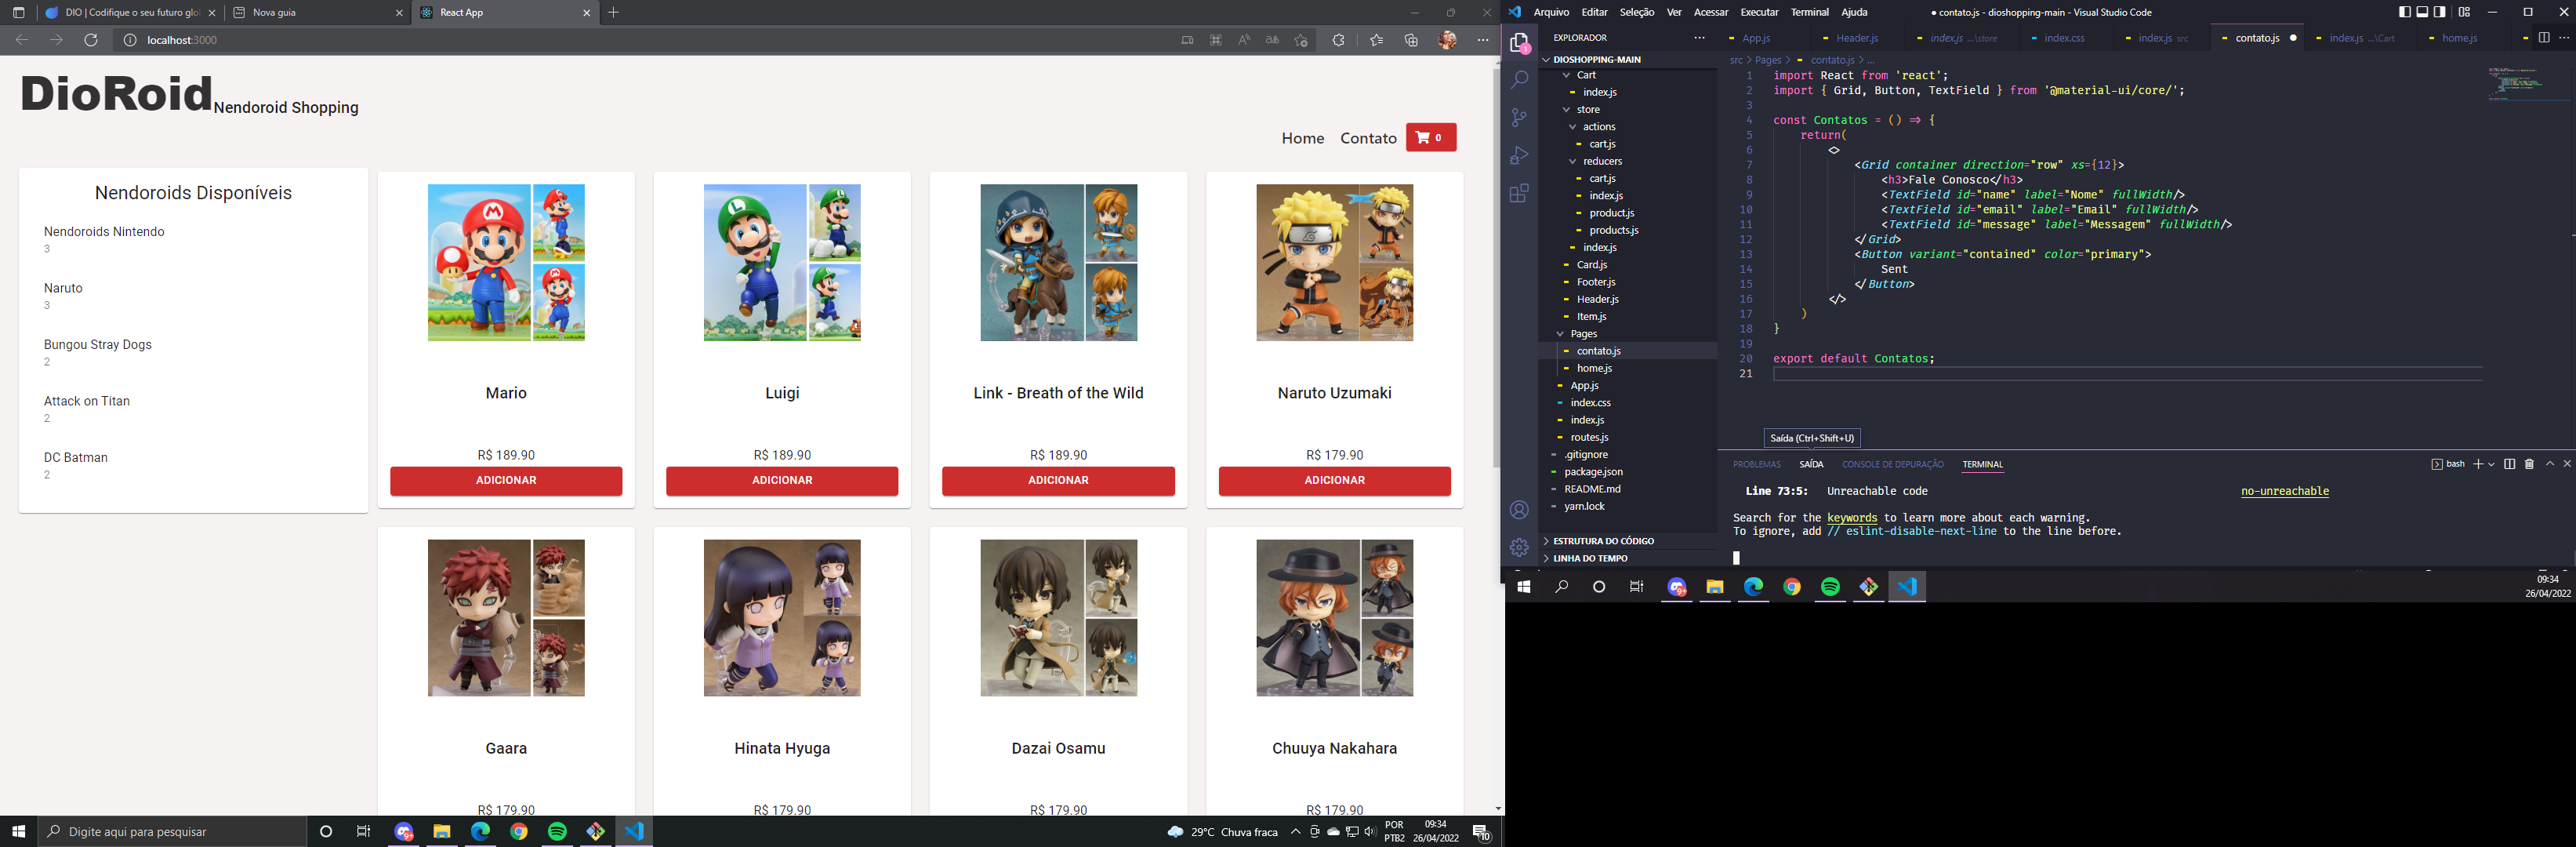 DIO | Codifique o seu futuro glo
Nova guia
React App
localhost:3000
DioRoid
Nendoroid Shopping
Home
Contato
0
Nendoroids Disponíveis
Nendoroids Nintendo
3
Naruto
3
Bungou Stray Dogs
2
Attack on Titan
2
DC Batman
2
Mario
R$ 189.90
ADICIONAR
Luigi
R$ 189.90
ADICIONAR
Link - Breath of the Wild
R$ 189.90
ADICIONAR
Naruto Uzumaki
R$ 179.90
ADICIONAR
Gaara
R$ 179.90
Hinata Hyuga
R$ 179.90
Dazai Osamu
R$ 179.90
Chuuya Nakahara
R$ 179.90
Digite aqui para pesquisar
29°C Chuva fraca
POR
PTB2
09:34
26/04/2022
10
Arquivo Editar Seleção Ver Acessar Executar Terminal Ajuda
● contato.js - dioshopping-main - Visual Studio Code
EXPLORADOR
DIOSHOPPING-MAIN
Cart
index.js
store
actions
cart.js
reducers
cart.js
index.js
product.js
products.js
index.js
Card.js
Footer.js
Header.js
Item.js
Pages
contato.js
home.js
App.js
index.css
index.js
routes.js
.gitignore
package.json
README.md
yarn.lock
ESTRUTURA DO CÓDIGO
LINHA DO TEMPO
App.js
Header.js
index.js ...\store
index.css
index.js src
contato.js
index.js ...\Cart
home.js
src > Pages > contato.js > ...
1 import React from 'react';
2 import { Grid, Button, TextField } from '@material-ui/core/';
3
4 const Contatos = () => {
5 return(
6 <>
7 <Grid container direction="row" xs={12}>
8 <h3>Fale Conosco</h3>
9 <TextField id="name" label="Nome" fullWidth/>
10 <TextField id="email" label="Email" fullWidth/>
11 <TextField id="message" label="Messagem" fullWidth/>
12 </Grid>
13 <Button variant="contained" color="primary">
14 Sent
15 </Button>
16 </>
17 )
18 }
19
20 export default Contatos;
21
Saída (Ctrl+Shift+U)
PROBLEMAS SAÍDA CONSOLE DE DEPURAÇÃO TERMINAL
bash
Line 73:5: Unreachable code no-unreachable
Search for the keywords to learn more about each warning.
To ignore, add // eslint-disable-next-line to the line before.
09:34
26/04/2022